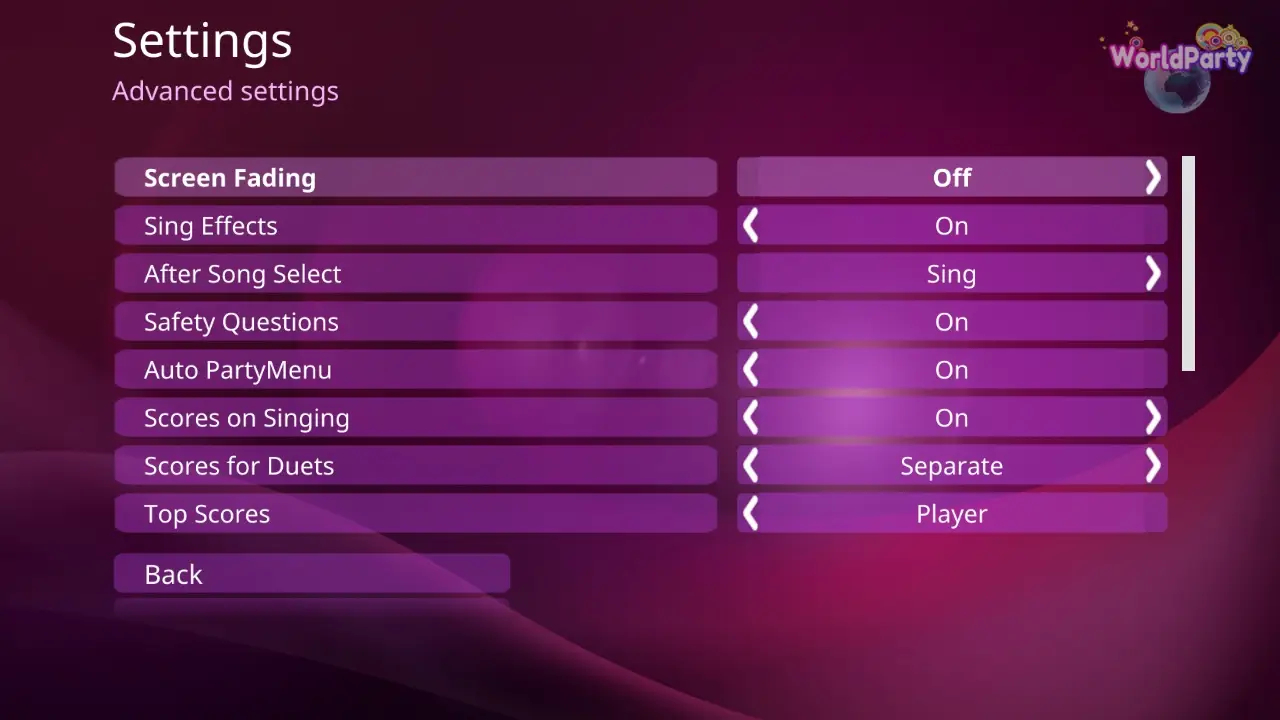 Settings
Advanced settings
WorldParty
Screen Fading Off
Sing Effects On
After Song Select Sing
Safety Questions On
Auto PartyMenu On
Scores on Singing On
Scores for Duets Separate
Top Scores Player
Back